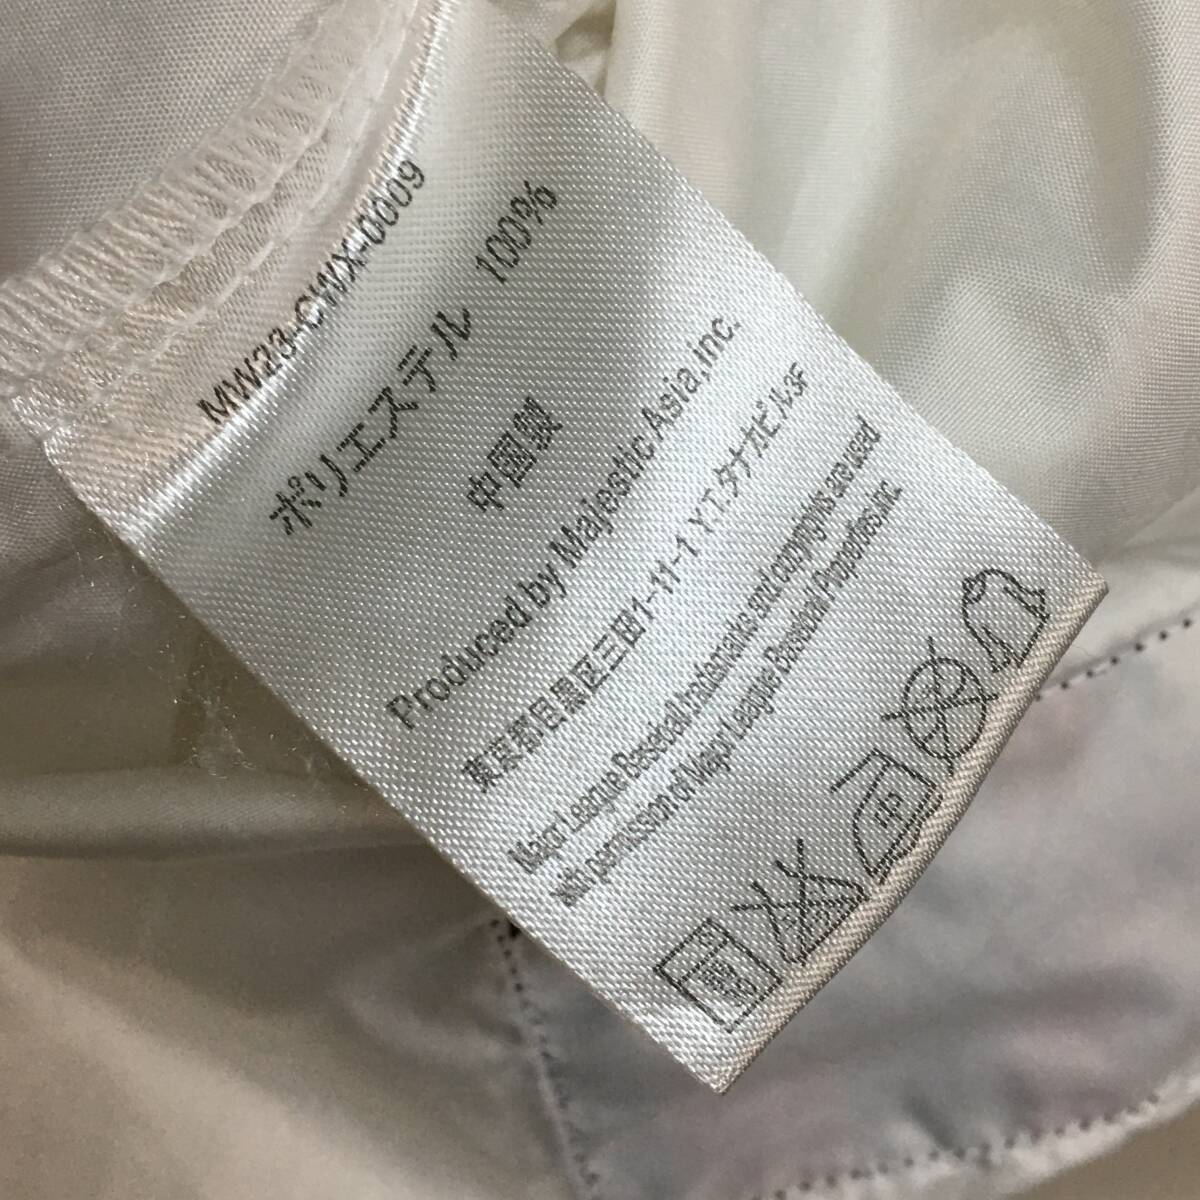 MW23-CWX-0009
ポリエステル 100%
中国製
Produced by Majestic Asia,Inc.
東京都目黒区三田1-11-1 Y.T.タナカビル3F
Major League Baseball trademarks and copyrights are used
with permission of Major League Baseball Properties, Inc.
中